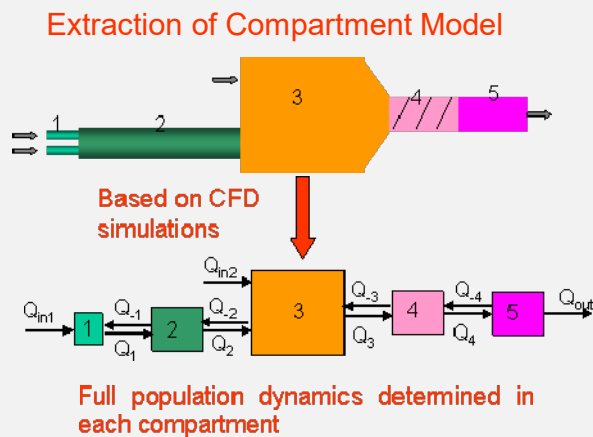 Extraction of Compartment Model
3
4
5
1
2
Based on CFD
simulations
Q_in2
Q_in1
Q_-1
Q_-2
Q_-3
Q_-4
Q_out
1
2
3
4
5
Q_1
Q_2
Q_3
Q_4
Full population dynamics determined in
each compartment